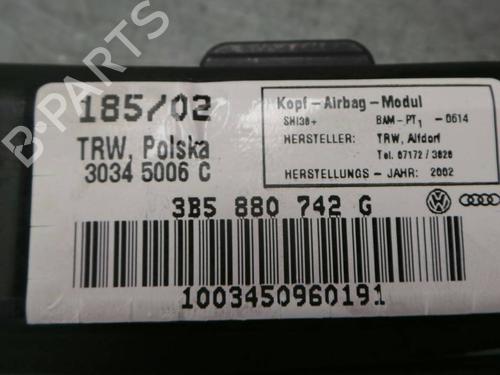 B-PARTS
185/02
TRW, Polska
3034 5006 C
Kopf-Airbag-Modul
SHI38+ BAM-PT1 -0614
HERSTELLER: TRW, Alfdorf
Tel. 07172 / 3826
HERSTELLUNGS - JAHR: 2002
3B5 880 742 G
1003450960191